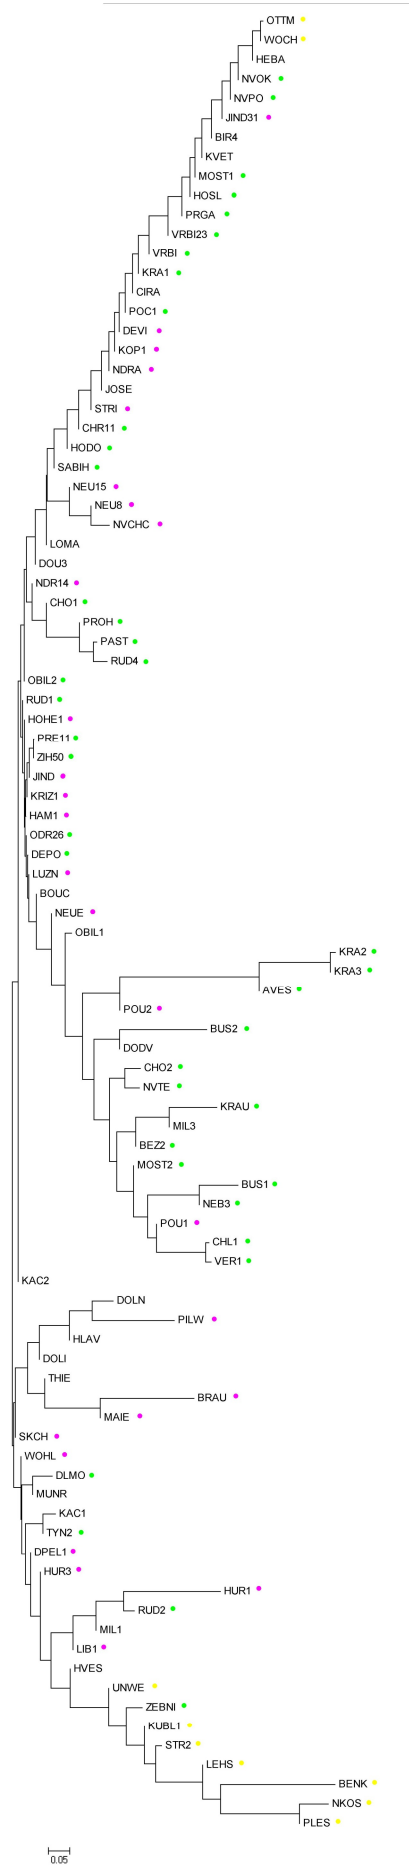 OTTM
WOCH
HEBA
NVOK
NVPO
JIND31
BIR4
KVET
MOST1
HOSL
PRGA
VRBI23
VRBI
KRA1
CIRA
POC1
DEVI
KOP1
NDRA
JOSE
STRI
CHR11
HODO
SABIH
NEU15
NEU8
NVCHC
LOMA
DOU3
NDR14
CHO1
PROH
PAST
RUD4
OBIL2
RUD1
HOHE1
PRE11
ZIH50
JIND
KRIZ1
HAM1
ODR26
DEPO
LUZN
BOUC
NEUE
OBIL1
KRA2
KRA3
AVES
POU2
BUS2
DODV
CHO2
NVTE
KRAU
MIL3
BEZ2
MOST2
BUS1
NEB3
POU1
CHL1
VER1
KAC2
DOLN
PILW
HLAV
DOLI
THIE
BRAU
MAIE
SKCH
WOHL
DLMO
MUNR
KAC1
TYN2
DPEL1
HUR3
HUR1
RUD2
MIL1
LIB1
HVES
UNWE
ZEBNI
KUBL1
STR2
LEHS
BENK
NKOS
PLES
0.05